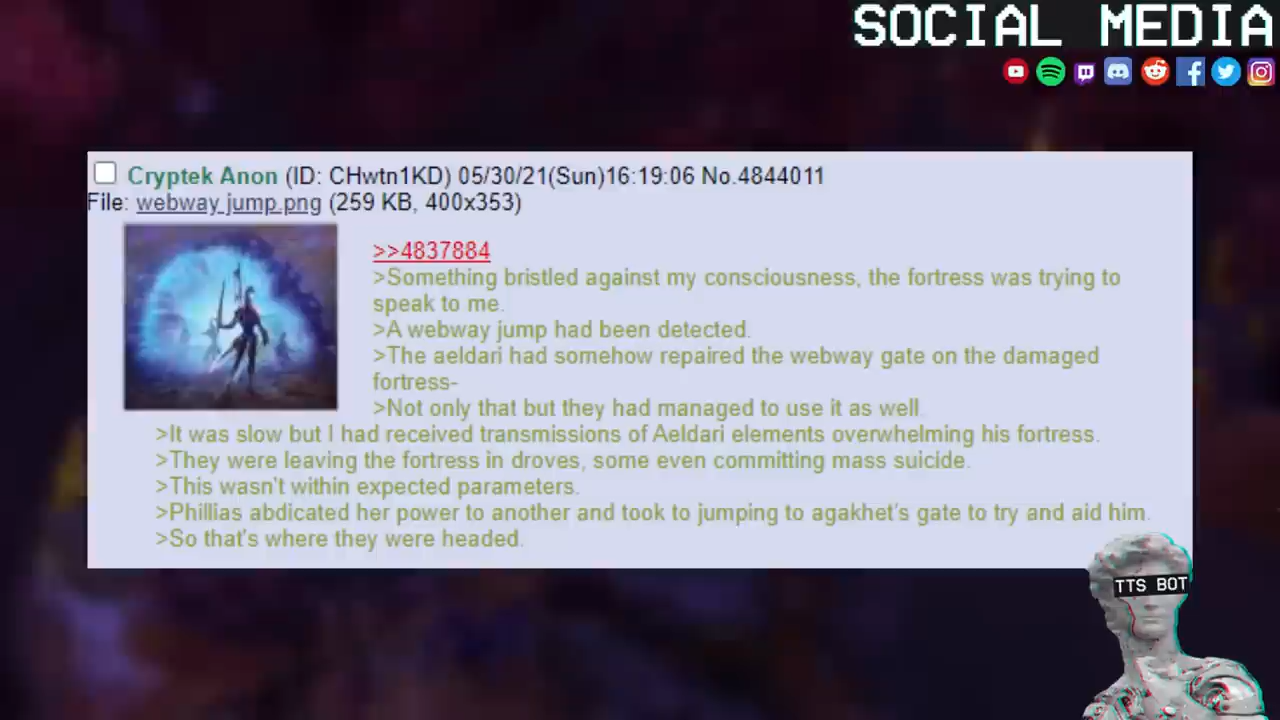 SOCIAL MEDIA
Cryptek Anon (ID: CHwtn1KD) 05/30/21(Sun)16:19:06 No.4844011
File: webway jump.png (259 KB, 400x353)
>>4837884
>Something bristled against my consciousness, the fortress was trying to
speak to me.
>A webway jump had been detected.
>The aeldari had somehow repaired the webway gate on the damaged
fortress-
>Not only that but they had managed to use it as well.
>It was slow but I had received transmissions of Aeldari elements overwhelming his fortress.
>They were leaving the fortress in droves, some even committing mass suicide.
>This wasn't within expected parameters.
>Phillias abdicated her power to another and took to jumping to agakhet's gate to try and aid him.
>So that's where they were headed.
TTS BOT